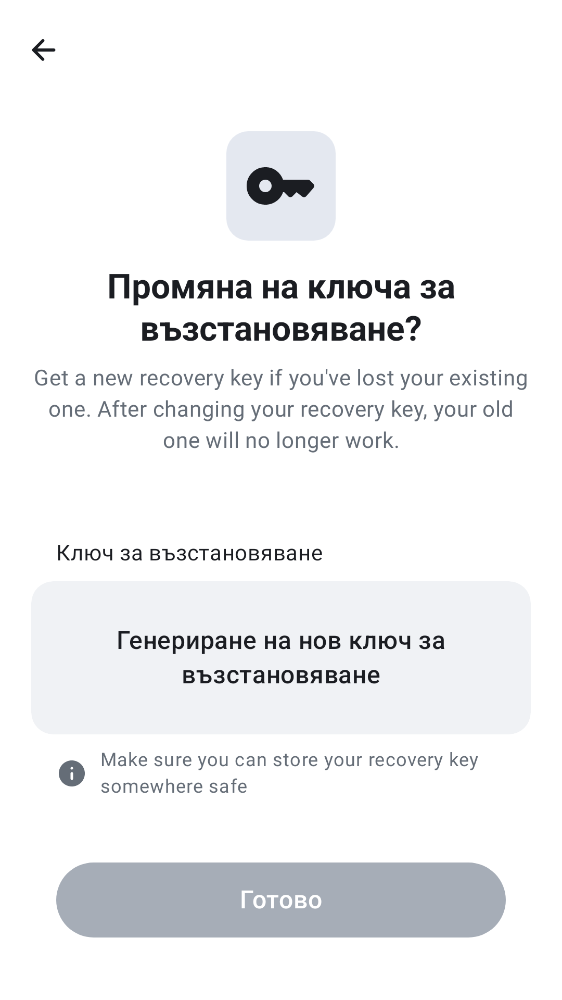 Промяна на ключа за
възстановяване?
Get a new recovery key if you've lost your existing
one. After changing your recovery key, your old
one will no longer work.
Ключ за възстановяване
Генериране на нов ключ за
възстановяване
Make sure you can store your recovery key
somewhere safe
Готово